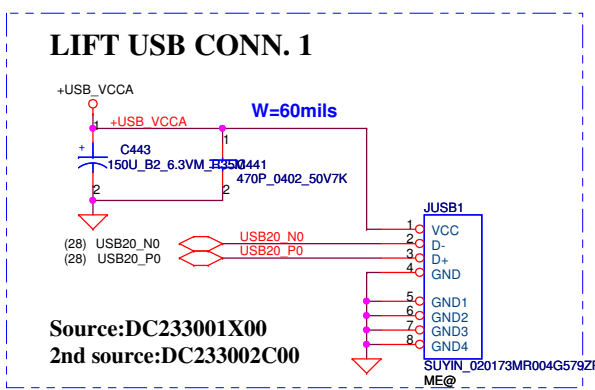 LIFT USB CONN. 1
+USB_VCCA
W=60mils
1
+USB_VCCA
1
+
C443
150U_B2_6.3VM_R35M
C441
470P_0402_50V7K
2
2
JUSB1
1
VCC
(28) USB20_N0
USB20_N0
2
D-
(28) USB20_P0
USB20_P0
3
D+
4
GND
5
GND1
6
GND2
7
GND3
8
GND4
Source:DC233001X00
2nd source:DC233002C00
SUYIN_020173MR004G579ZR
ME@